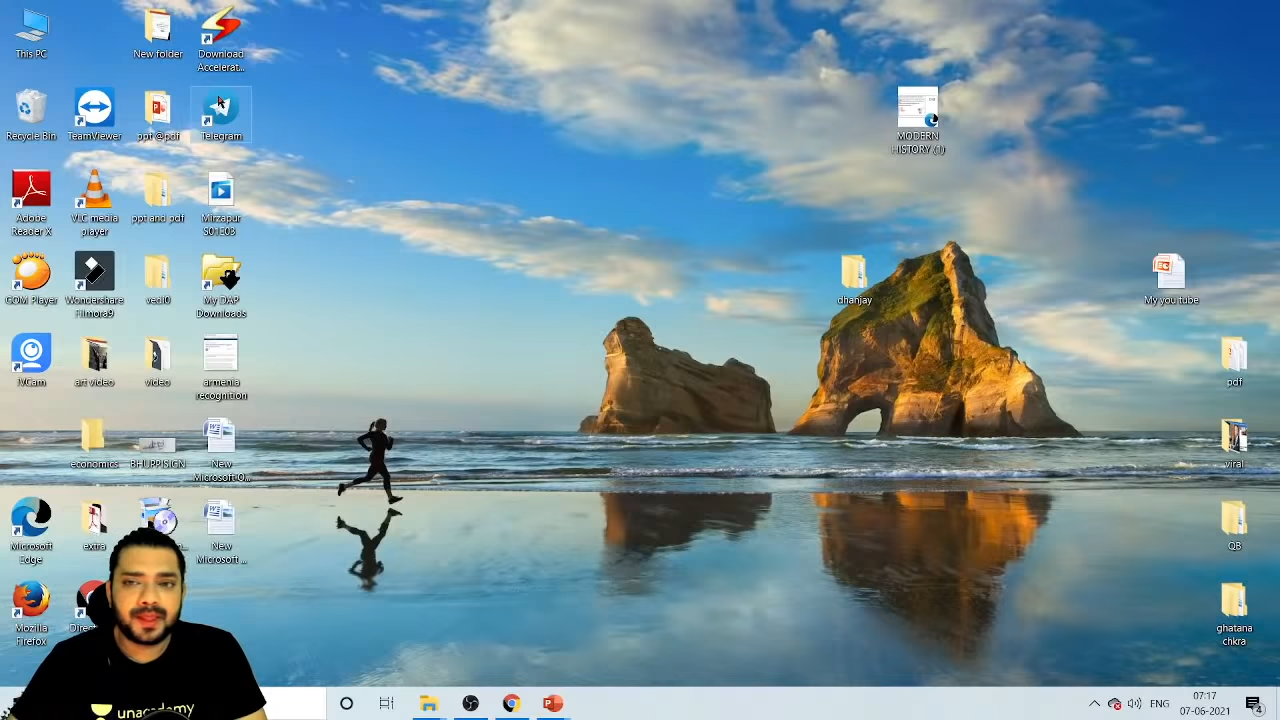 This PC
New folder
Download
Accelerat...
Recycle Bin
TeamViewer
ppt @pdf
Telegram
MODERN
HISTORY (1)
Adobe
Reader X
VLC media
player
ppt and pdf
Mirzapur
S01E03
GOM Player
Wondershare
Filmora9
My DAP
Downloads
dhanjay
My you tube
iVCam
art video
video
armenia
recognition
pdf
economics
BHUPPISIGN
New
Microsoft O...
viral
Microsoft
Edge
extra
New
Microsoft ...
QB
Mozilla
Firefox
Direc
ghatana
chkra
unacademy
ENG
07:17
07-06-2021
4